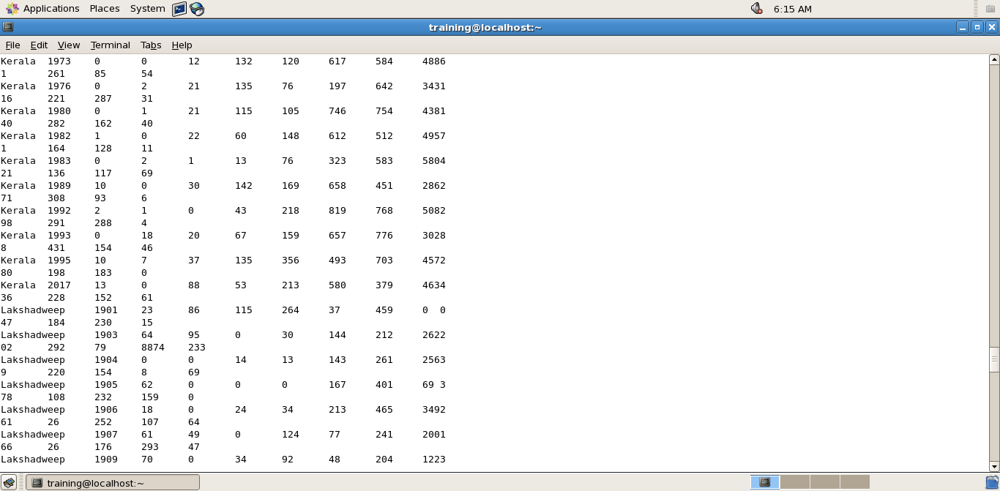 Applications Places System 6:15 AM
training@localhost:~
File Edit View Terminal Tabs Help
Kerala 1973 0 0 12 132 120 617 584 4886
1 261 85 54
Kerala 1976 0 2 21 135 76 197 642 3431
16 221 287 31
Kerala 1980 0 1 21 115 105 746 754 4381
40 282 162 40
Kerala 1982 1 0 22 60 148 612 512 4957
1 164 128 11
Kerala 1983 0 2 1 13 76 323 583 5804
21 136 117 69
Kerala 1989 10 0 30 142 169 658 451 2862
71 308 93 6
Kerala 1992 2 1 0 43 218 819 768 5082
98 291 288 4
Kerala 1993 0 18 20 67 159 657 776 3028
8 431 154 46
Kerala 1995 10 7 37 135 356 493 703 4572
80 198 183 0
Kerala 2017 13 0 88 53 213 580 379 4634
36 228 152 61
Lakshadweep 1901 23 86 115 264 37 459 0 0
47 184 230 15
Lakshadweep 1903 64 95 0 30 144 212 2622
02 292 79 8874 233
Lakshadweep 1904 0 0 14 13 143 261 2563
9 220 154 8 69
Lakshadweep 1905 62 0 0 0 167 401 69 3
78 108 232 159 0
Lakshadweep 1906 18 0 24 34 213 465 3492
61 26 252 107 64
Lakshadweep 1907 61 49 0 124 77 241 2001
66 26 176 293 47
Lakshadweep 1909 70 0 34 92 48 204 1223
training@localhost:~